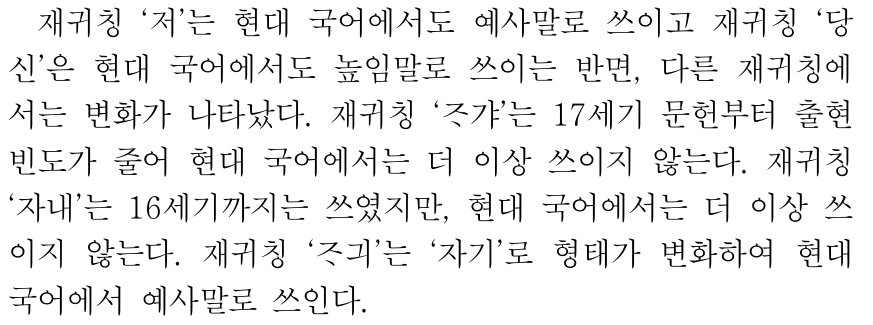 재귀칭 ‘저’는 현대 국어에서도 예사말로 쓰이고 재귀칭 ‘당
신’은 현대 국어에서도 높임말로 쓰이는 반면, 다른 재귀칭에
서는 변화가 나타났다. 재귀칭 ‘ᄌᆞ갸’는 17세기 문헌부터 출현
빈도가 줄어 현대 국어에서는 더 이상 쓰이지 않는다. 재귀칭
‘자내’는 16세기까지는 쓰였지만, 현대 국어에서는 더 이상 쓰
이지 않는다. 재귀칭 ‘ᄌᆞ긔’는 ‘자기’로 형태가 변화하여 현대
국어에서 예사말로 쓰인다.